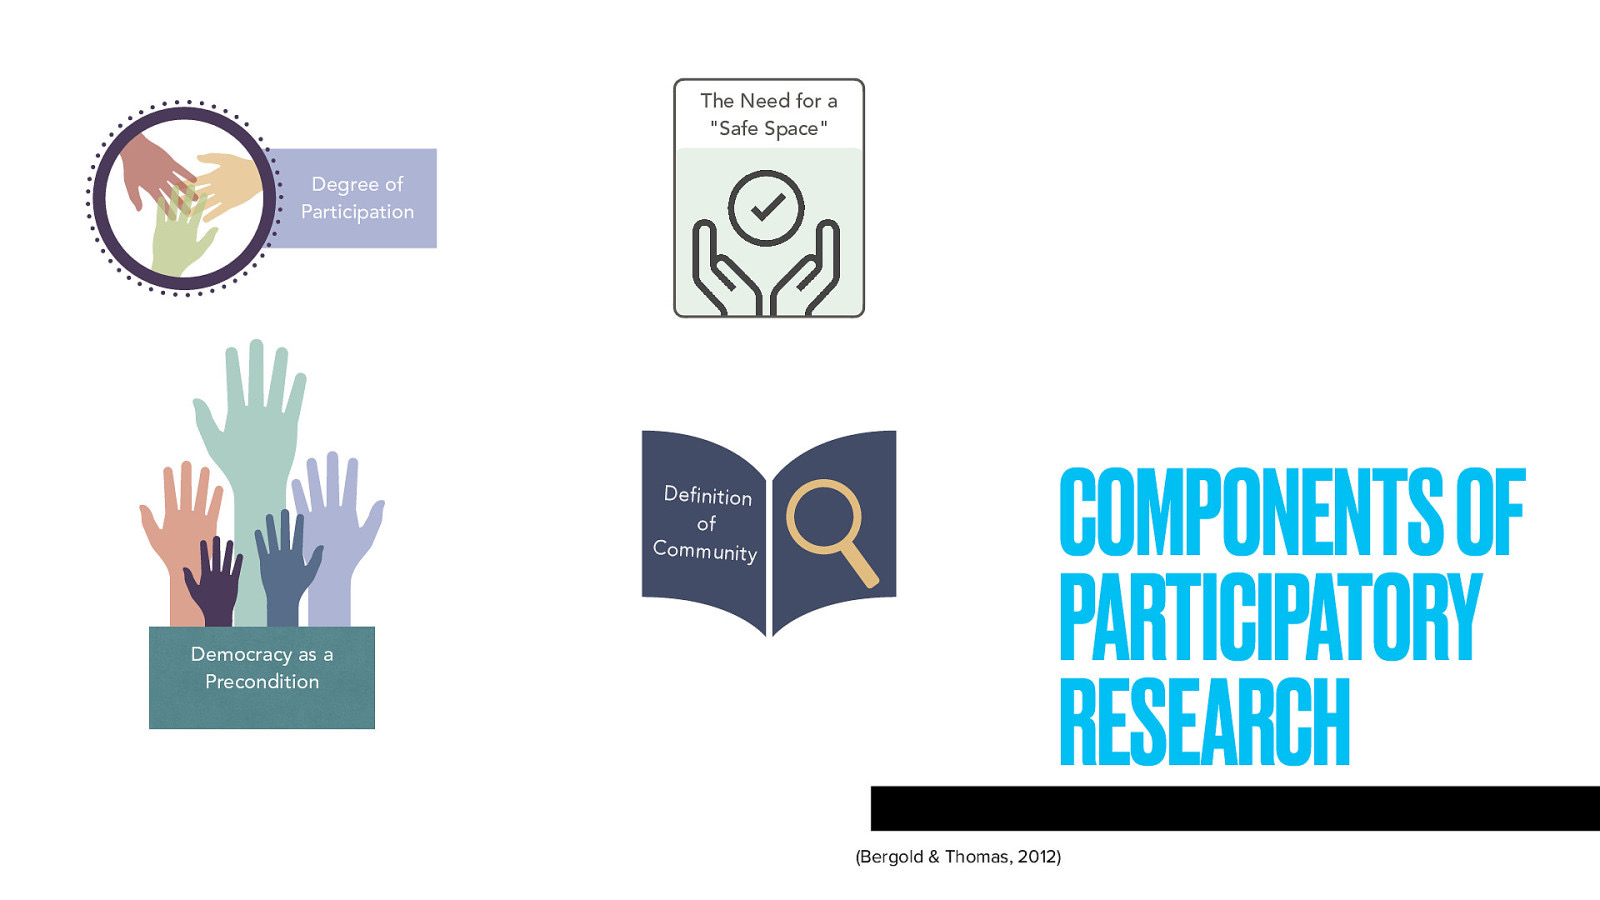 Degree of
Participation
The Need for a
"Safe Space"
Democracy as a
Precondition
Definition
of
Community
COMPONENTS OF
PARTICIPATORY
RESEARCH
(Bergold & Thomas, 2012)